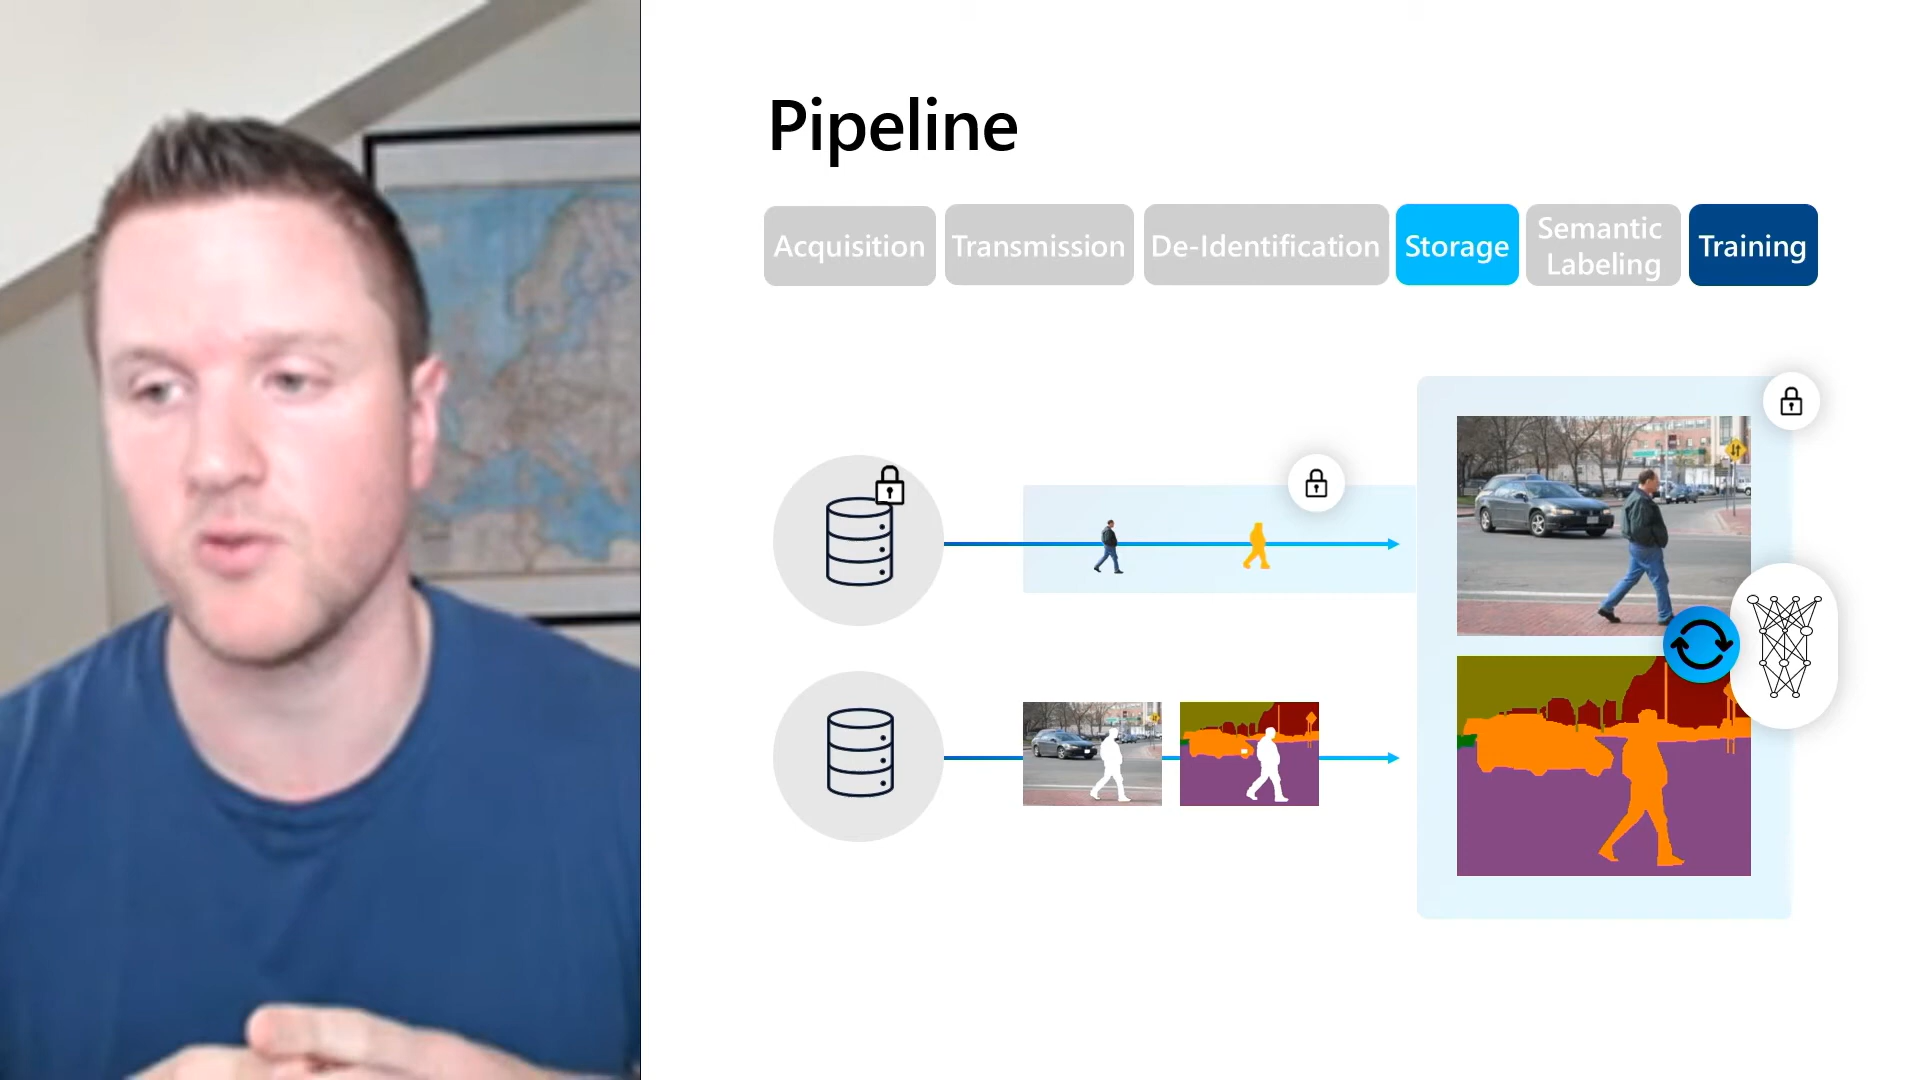 Pipeline
Acquisition
Transmission
De-Identification
Storage
Semantic
Labeling
Training